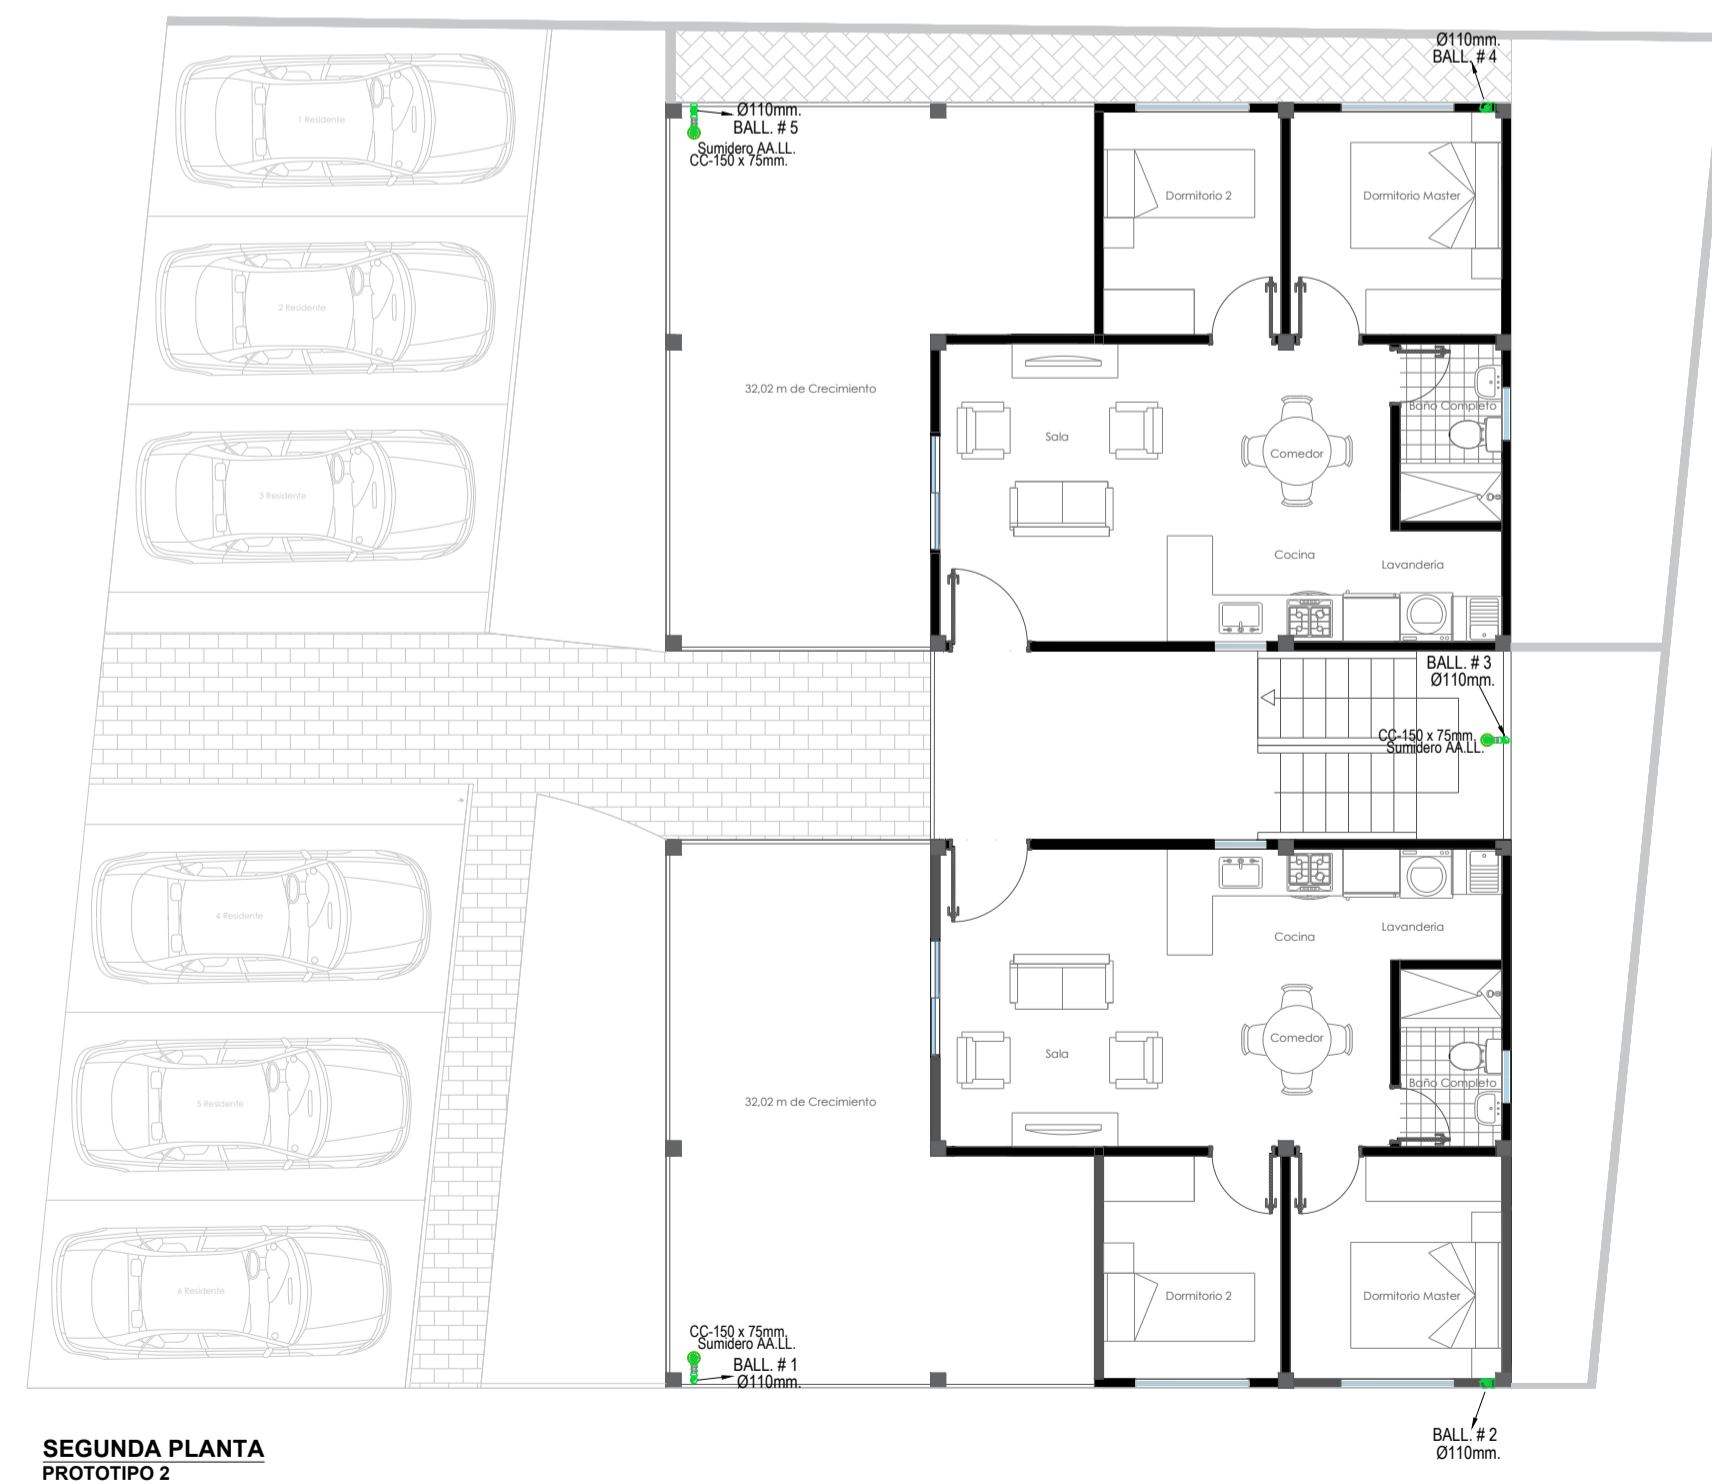 Ø110mm.
BALL. # 4
1 Residente
Ø110mm.
BALL. # 5
Sumidero AA.LL.
CC-150 x 75mm.
Dormitorio 2
Dormitorio Master
2 Residente
32,02 m de Crecimiento
Baño Completo
Sala
Comedor
3 Residente
Cocina
Lavanderia
BALL. # 3
Ø110mm.
CC-150 x 75mm.
Sumidero AA.LL.
4 Residente
Cocina
Lavanderia
Comedor
Sala
Baño Completo
32,02 m de Crecimiento
5 Residente
6 Residente
Dormitorio 2
Dormitorio Master
CC-150 x 75mm.
Sumidero AA.LL.
BALL. # 1
Ø110mm.
BALL. # 2
Ø110mm.
SEGUNDA PLANTA
PROTOTIPO 2